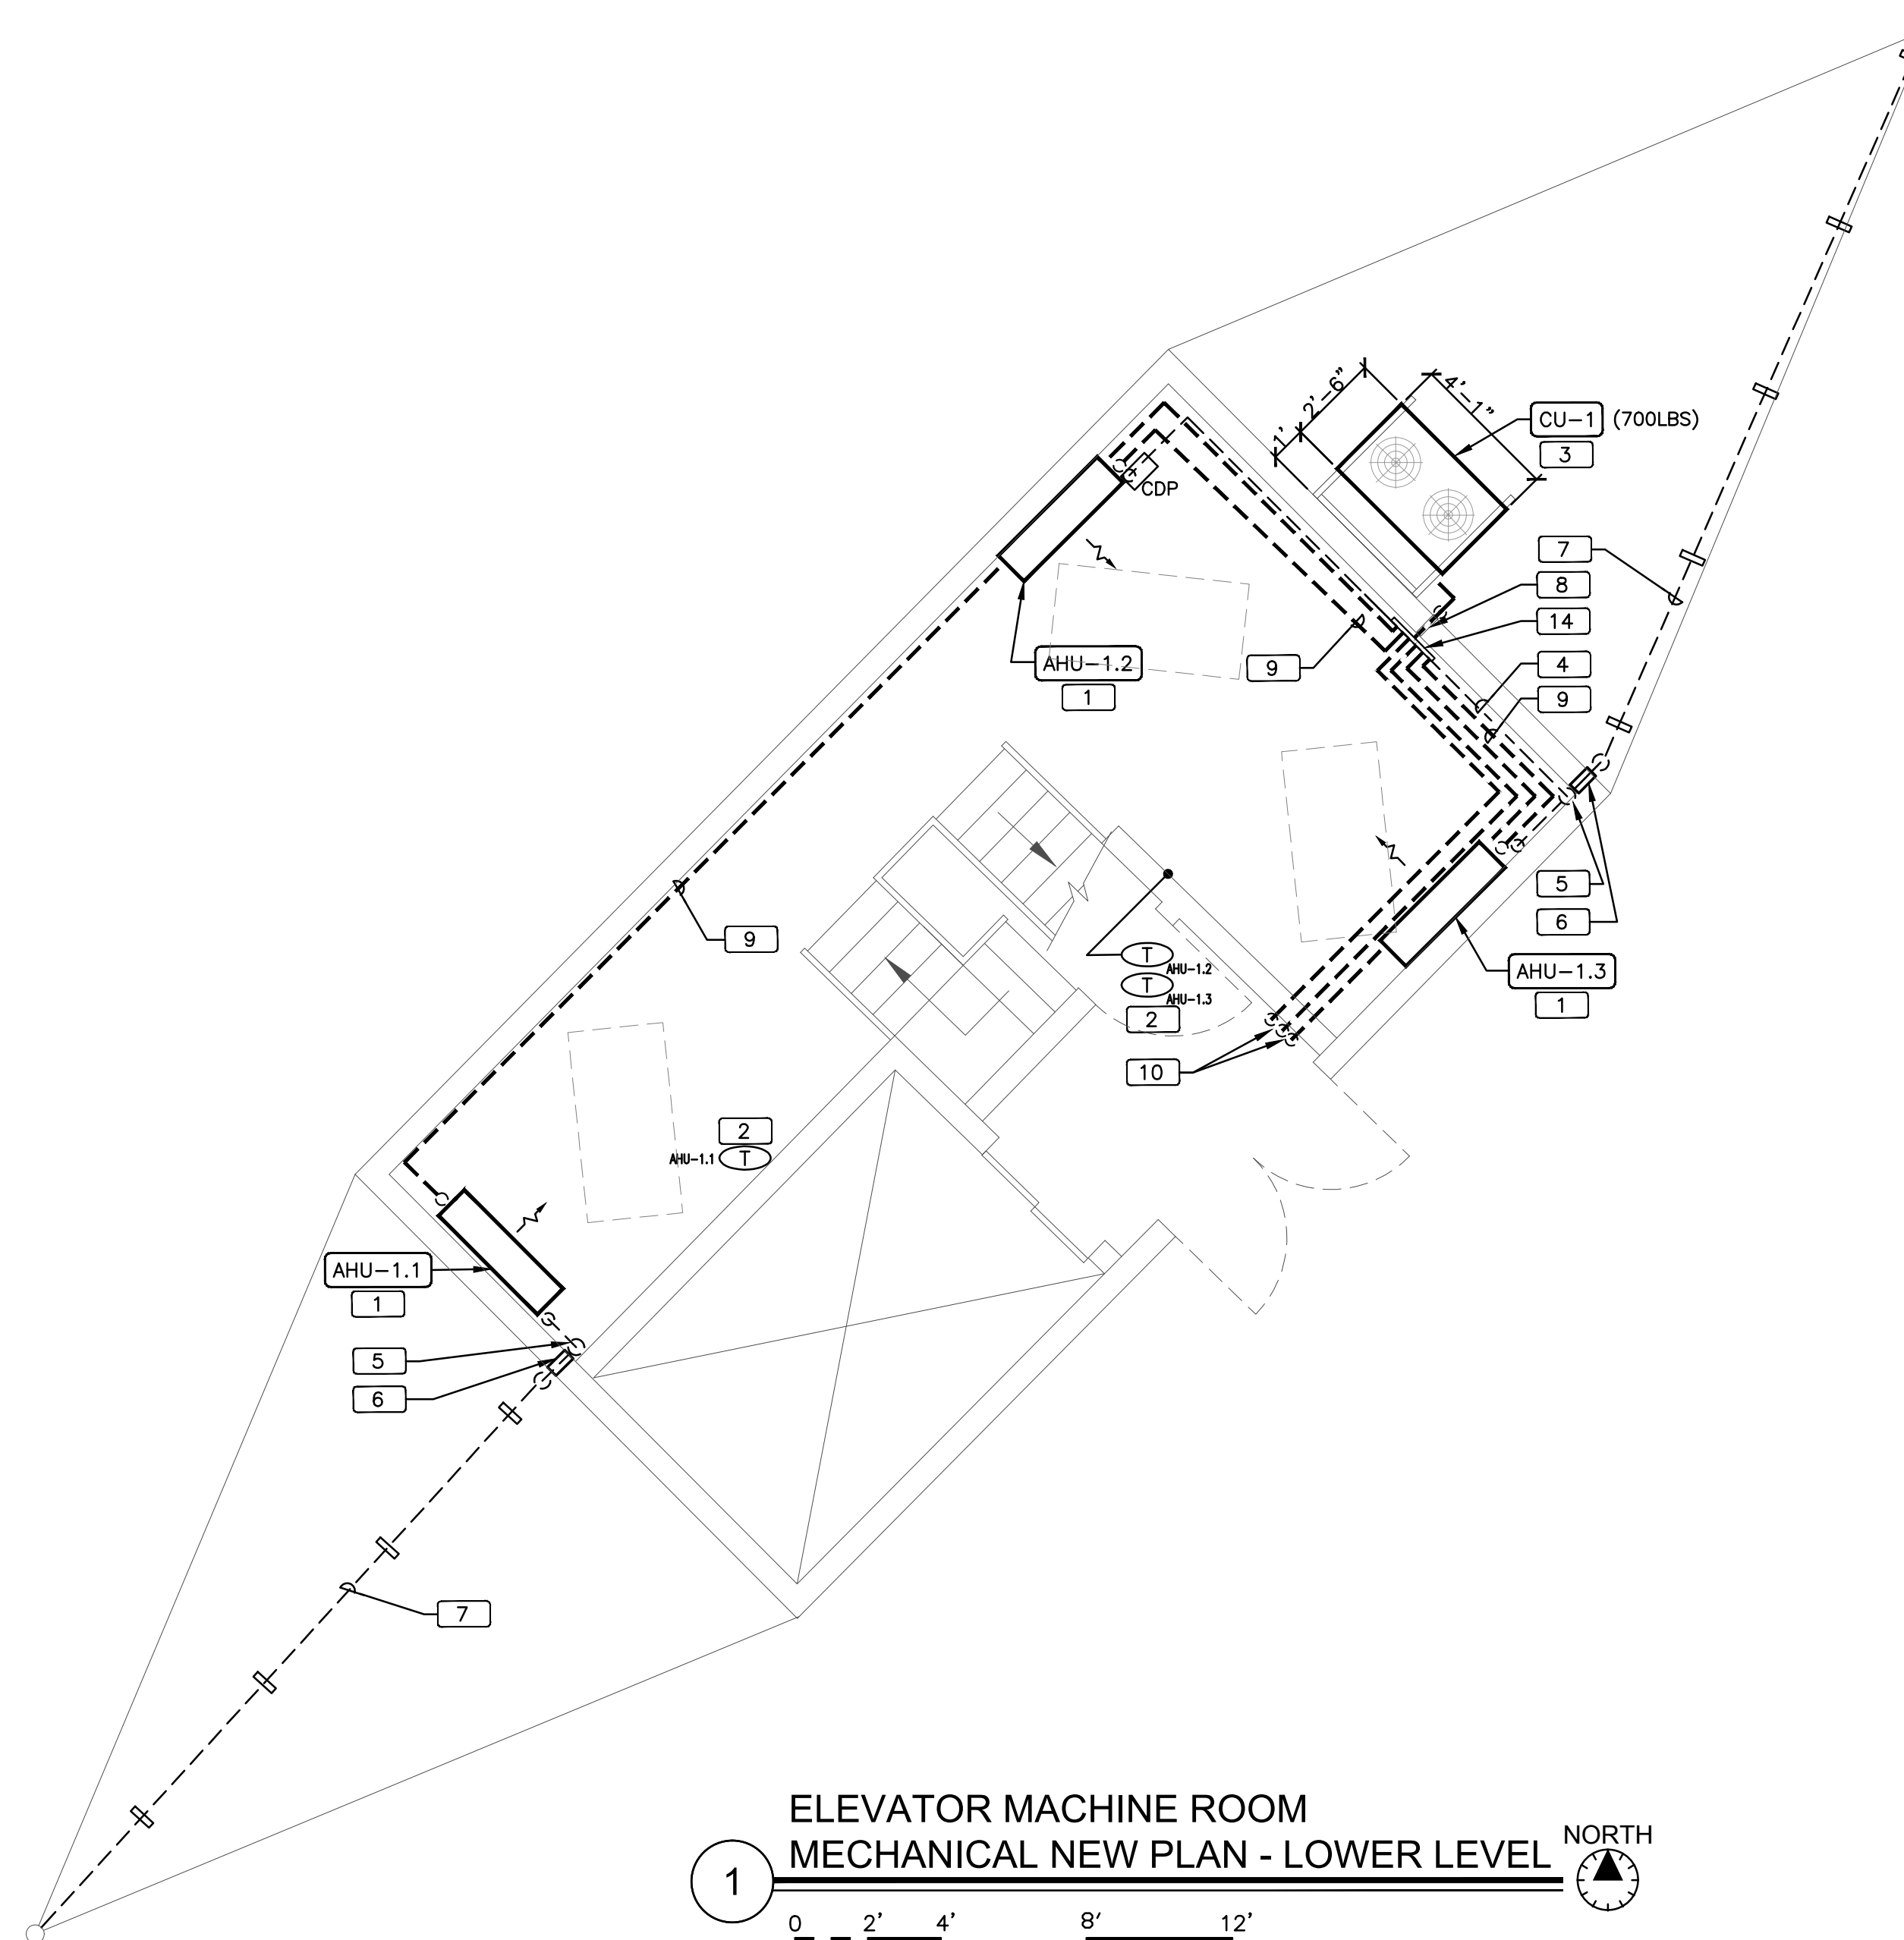 2'-6"
4'-1"
1'
CU-1 (700LBS)
3
CDP
7
8
14
AHU-1.2
1
9
4
9
9
T AHU-1.2
T AHU-1.3
2
5
6
AHU-1.3
1
10
2
AHU-1.1 T
AHU-1.1
1
5
6
7
ELEVATOR MACHINE ROOM
MECHANICAL NEW PLAN - LOWER LEVEL
1
NORTH
0 2' 4' 8' 12'